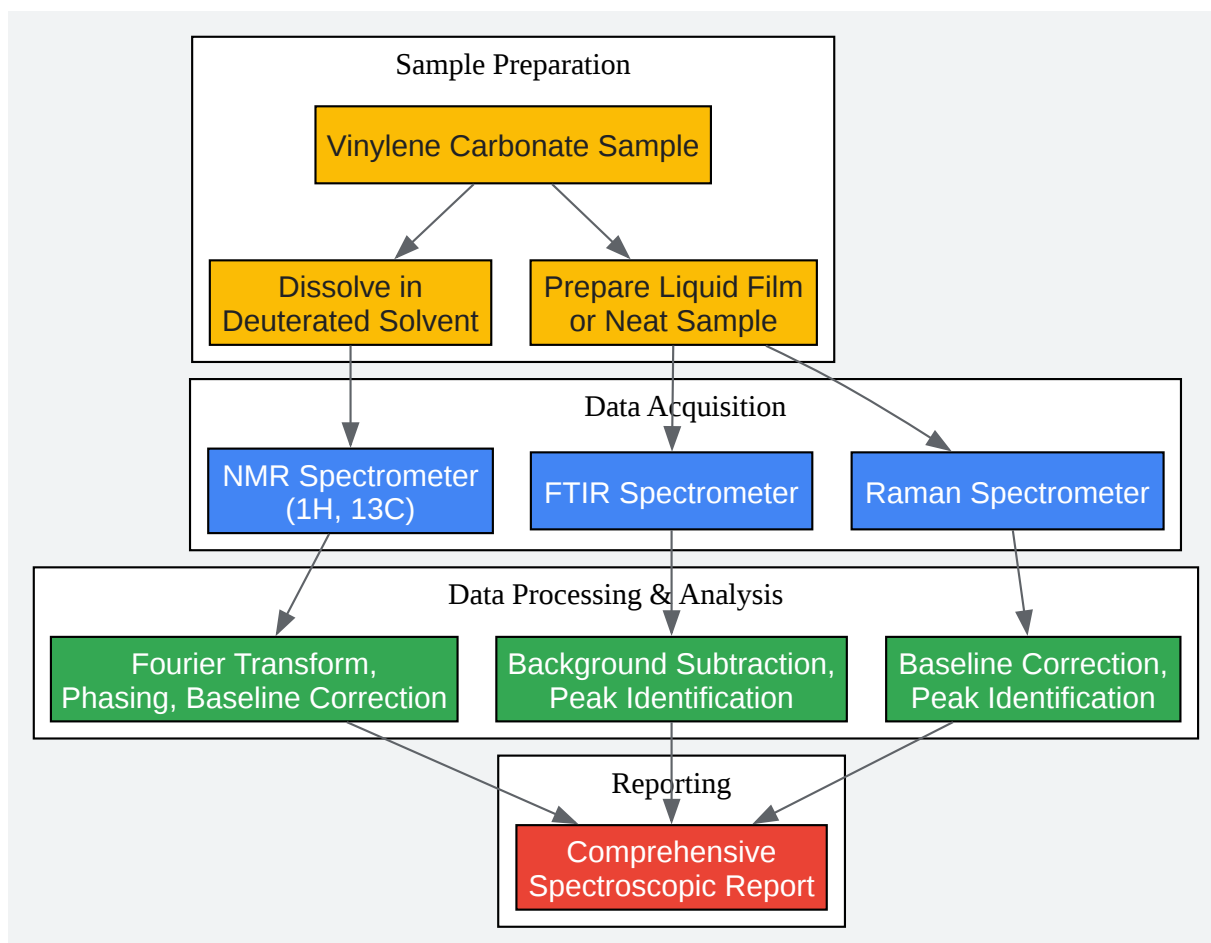 Sample Preparation
Vinylene Carbonate Sample
Dissolve in
Deuterated Solvent
Prepare Liquid Film
or Neat Sample
Data Acquisition
NMR Spectrometer
(1H, 13C)
FTIR Spectrometer
Raman Spectrometer
Data Processing & Analysis
Fourier Transform,
Phasing, Baseline Correction
Background Subtraction,
Peak Identification
Baseline Correction,
Peak Identification
Reporting
Comprehensive
Spectroscopic Report